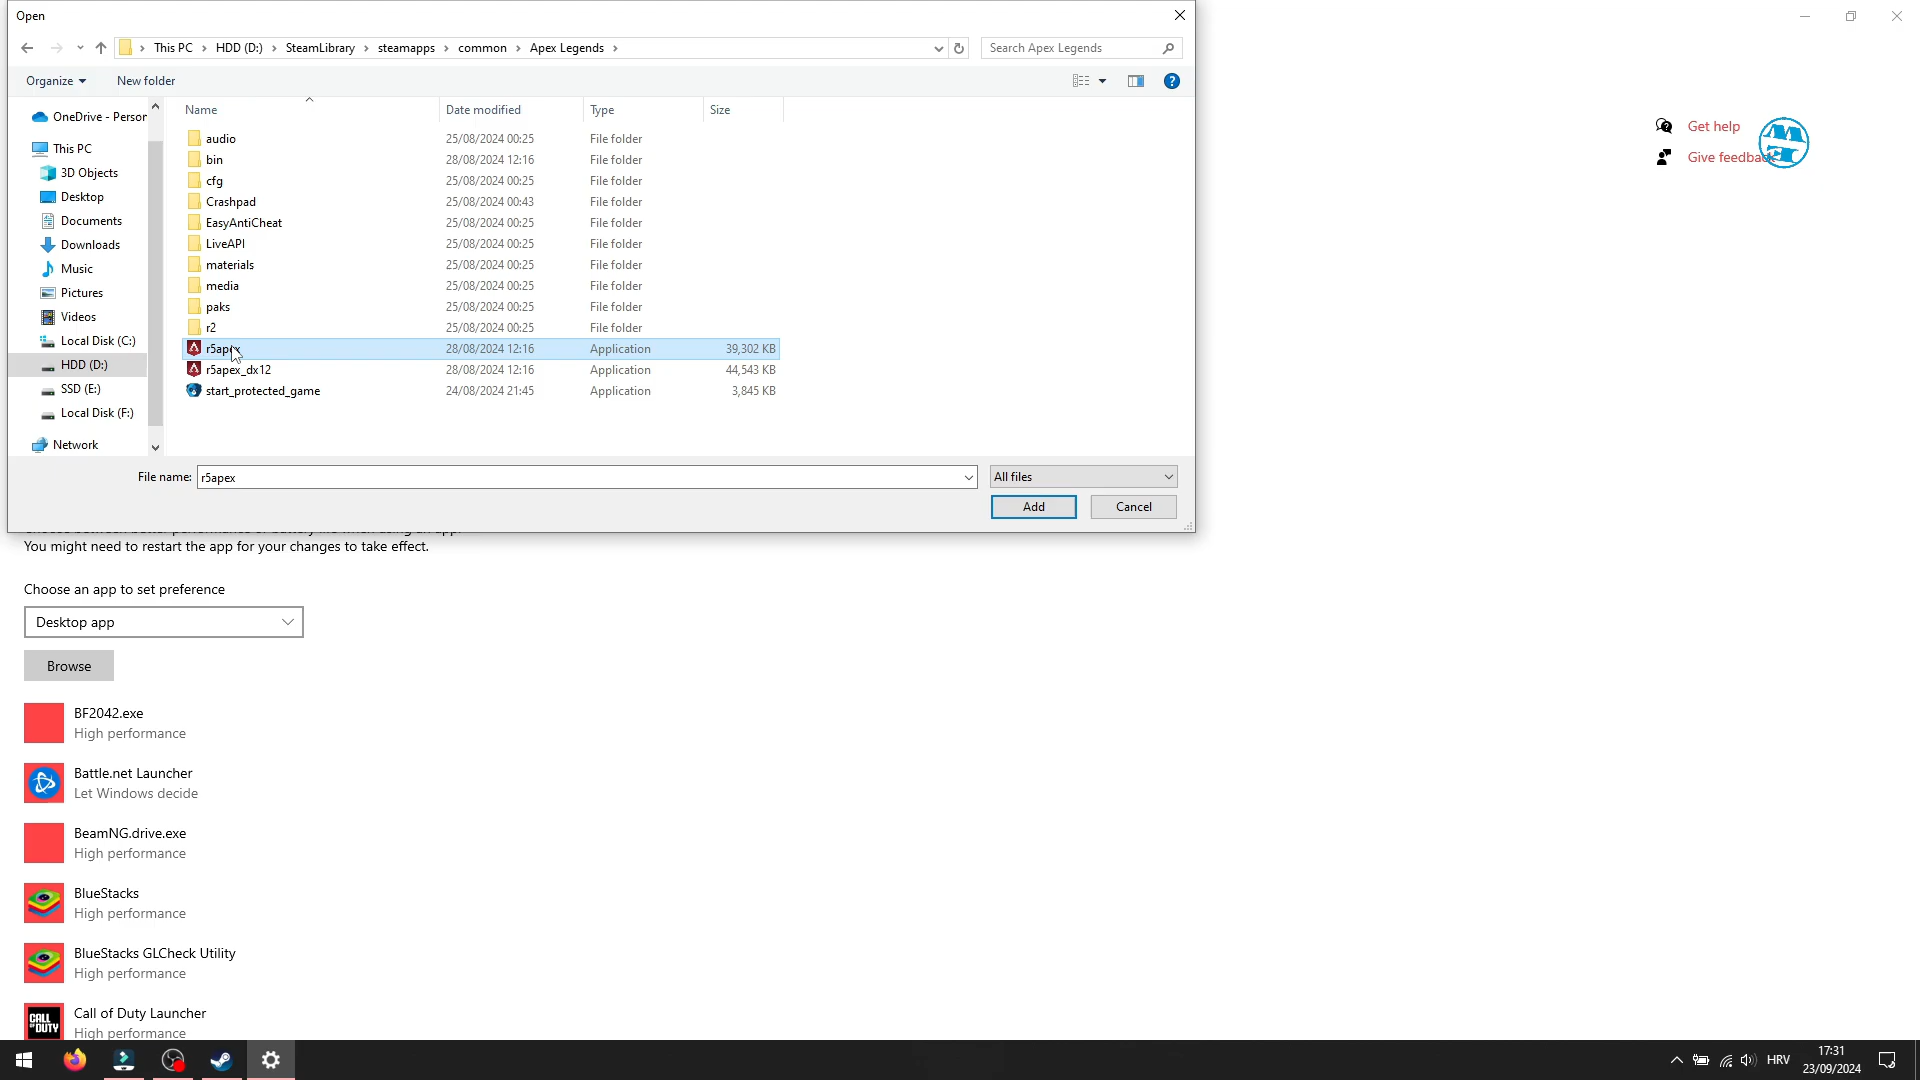 Open
This PC > HDD (D:) > SteamLibrary > steamapps > common > Apex Legends >
Search Apex Legends
Organize
New folder
OneDrive - Person
This PC
3D Objects
Desktop
Documents
Downloads
Music
Pictures
Videos
Local Disk (C:)
HDD (D:)
SSD (E:)
Local Disk (F:)
Network
Name Date modified Type Size
audio 25/08/2024 00:25 File folder
bin 28/08/2024 12:16 File folder
cfg 25/08/2024 00:25 File folder
Crashpad 25/08/2024 00:43 File folder
EasyAntiCheat 25/08/2024 00:25 File folder
LiveAPI 25/08/2024 00:25 File folder
materials 25/08/2024 00:25 File folder
media 25/08/2024 00:25 File folder
paks 25/08/2024 00:25 File folder
r2 25/08/2024 00:25 File folder
r5apex 28/08/2024 12:16 Application 39,302 KB
r5apex_dx12 28/08/2024 12:16 Application 44,543 KB
start_protected_game 24/08/2024 21:45 Application 3,845 KB
File name: r5apex
All files
Add
Cancel
Get help
Give feedback
You might need to restart the app for your changes to take effect.
Choose an app to set preference
Desktop app
Browse
BF2042.exe
High performance
Battle.net Launcher
Let Windows decide
BeamNG.drive.exe
High performance
BlueStacks
High performance
BlueStacks GLCheck Utility
High performance
CALL OF DUTY
Call of Duty Launcher
High performance
HRV
17:31
23/09/2024